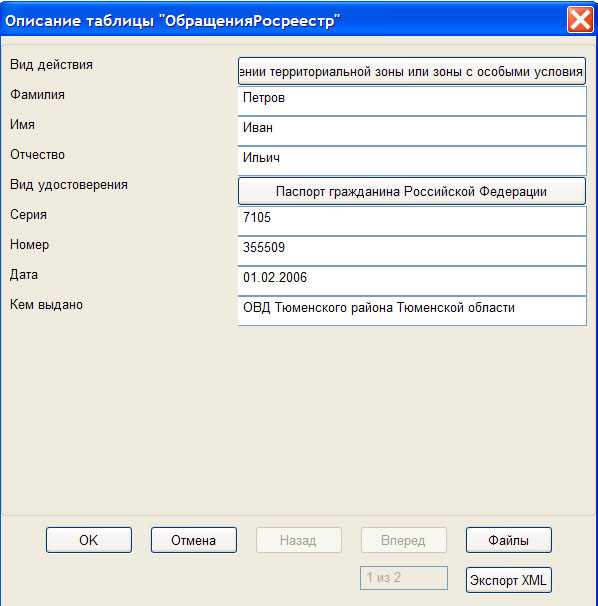 Описание таблицы "ОбращенияРосреестр"
Вид действия
ении территориальной зоны или зоны с особыми условия
Фамилия
Петров
Имя
Иван
Отчество
Ильич
Вид удостоверения
Паспорт гражданина Российской Федерации
Серия
7105
Номер
355509
Дата
01.02.2006
Кем выдано
ОВД Тюменского района Тюменской области
OK
Отмена
Назад
Вперед
Файлы
1 из 2
Экспорт XML